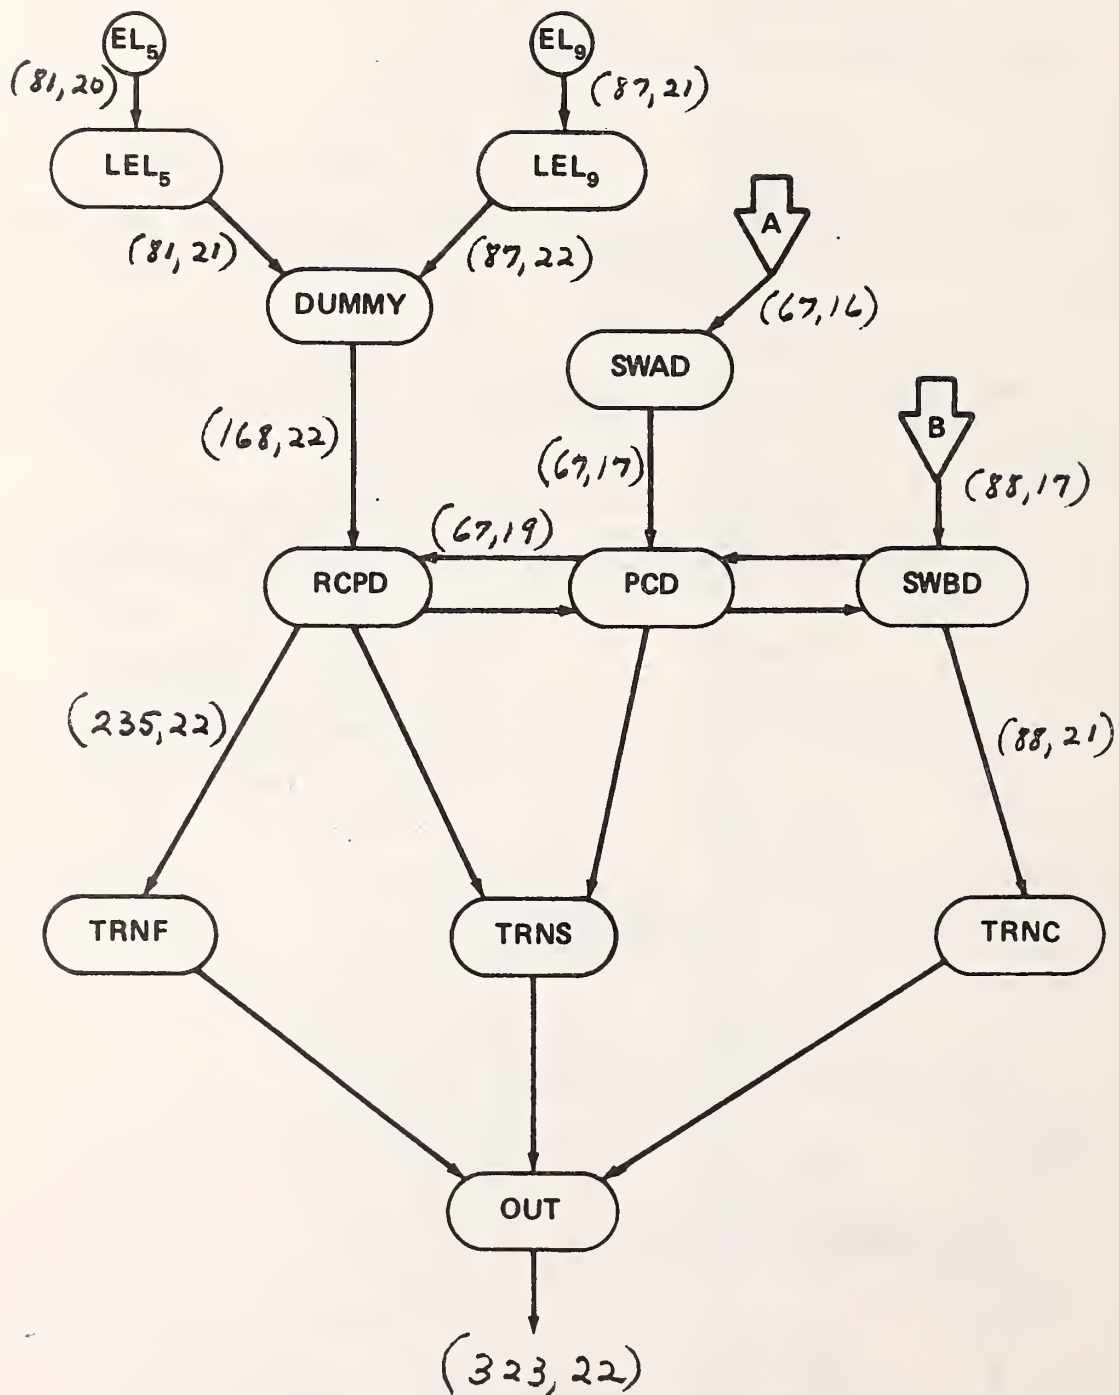 EL5
EL9
(81,20)
(87,21)
LEL5
LEL9
A
(81,21)
(87,22)
(67,16)
DUMMY
SWAD
B
(168,22)
(67,17)
(88,17)
(67,19)
RCPD
PCD
SWBD
(235,22)
(88,21)
TRNF
TRNS
TRNC
OUT
(323,22)